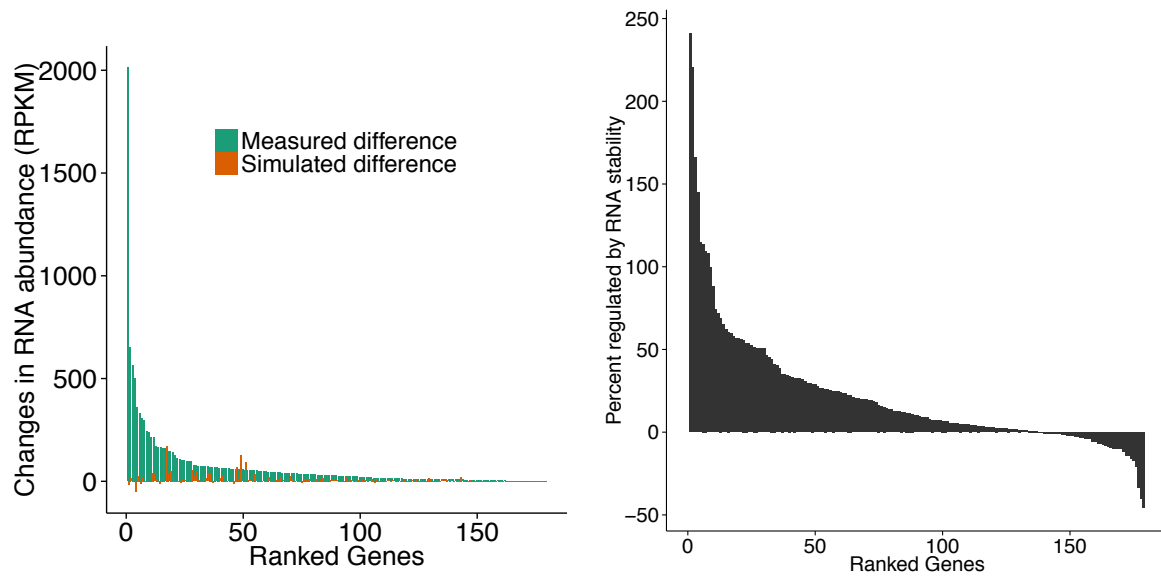 Changes in RNA abundance (RPKM)
2000
1500
1000
500
0
Measured difference
Simulated difference
0 50 100 150
Ranked Genes
Percent regulated by RNA stability
250
200
150
100
50
0
−50
0 50 100 150
Ranked Genes